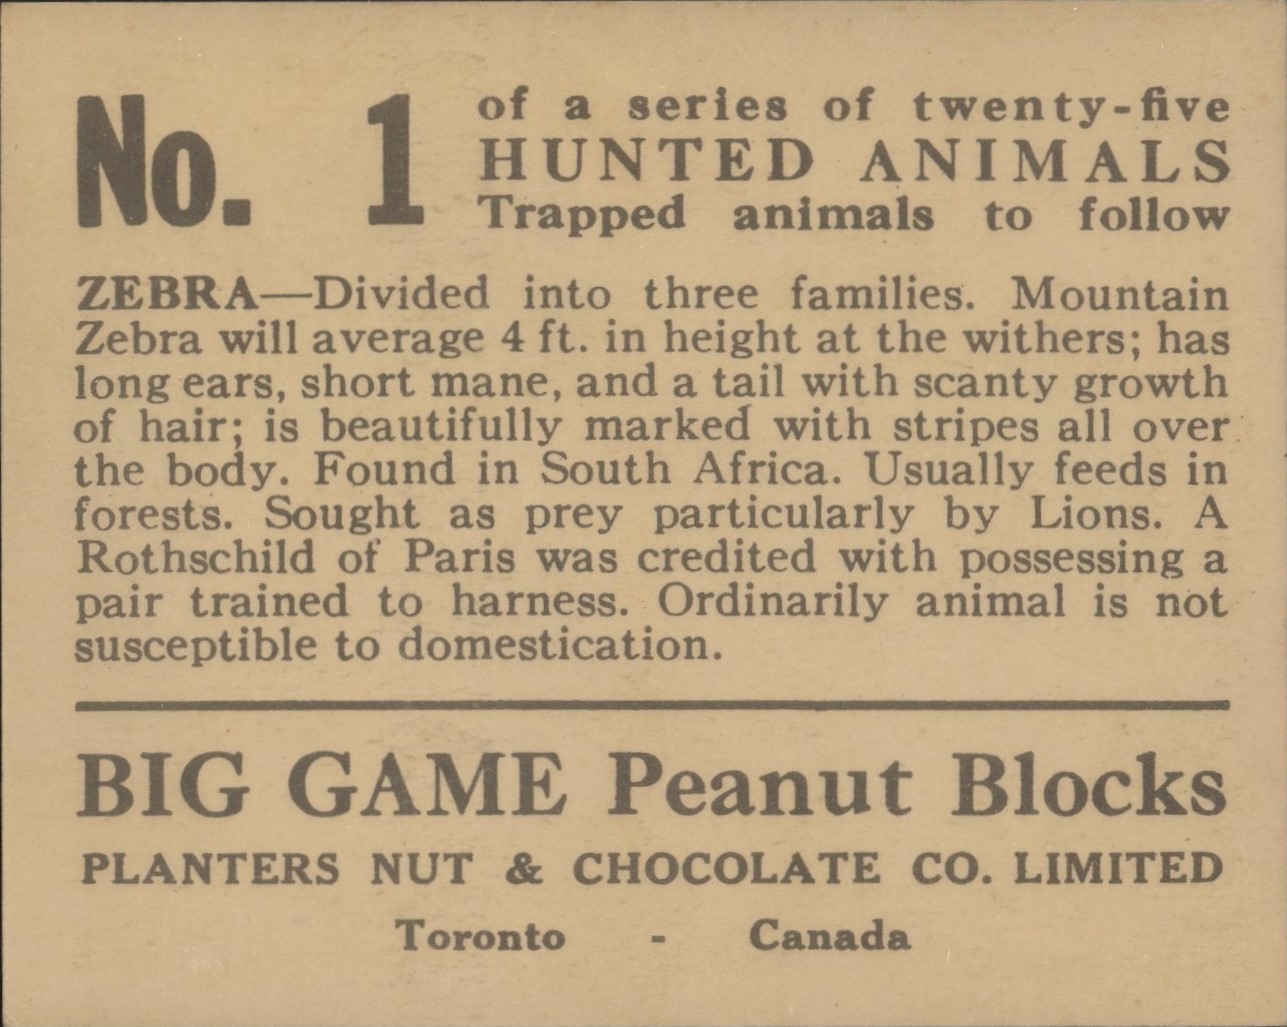 No. 1
of a series of twenty-five
HUNTED ANIMALS
Trapped animals to follow
ZEBRA—Divided into three families. Mountain
Zebra will average 4 ft. in height at the withers; has
long ears, short mane, and a tail with scanty growth
of hair; is beautifully marked with stripes all over
the body. Found in South Africa. Usually feeds in
forests. Sought as prey particularly by Lions. A
Rothschild of Paris was credited with possessing a
pair trained to harness. Ordinarily animal is not
susceptible to domestication.
BIG GAME Peanut Blocks
PLANTERS NUT & CHOCOLATE CO. LIMITED
Toronto - Canada